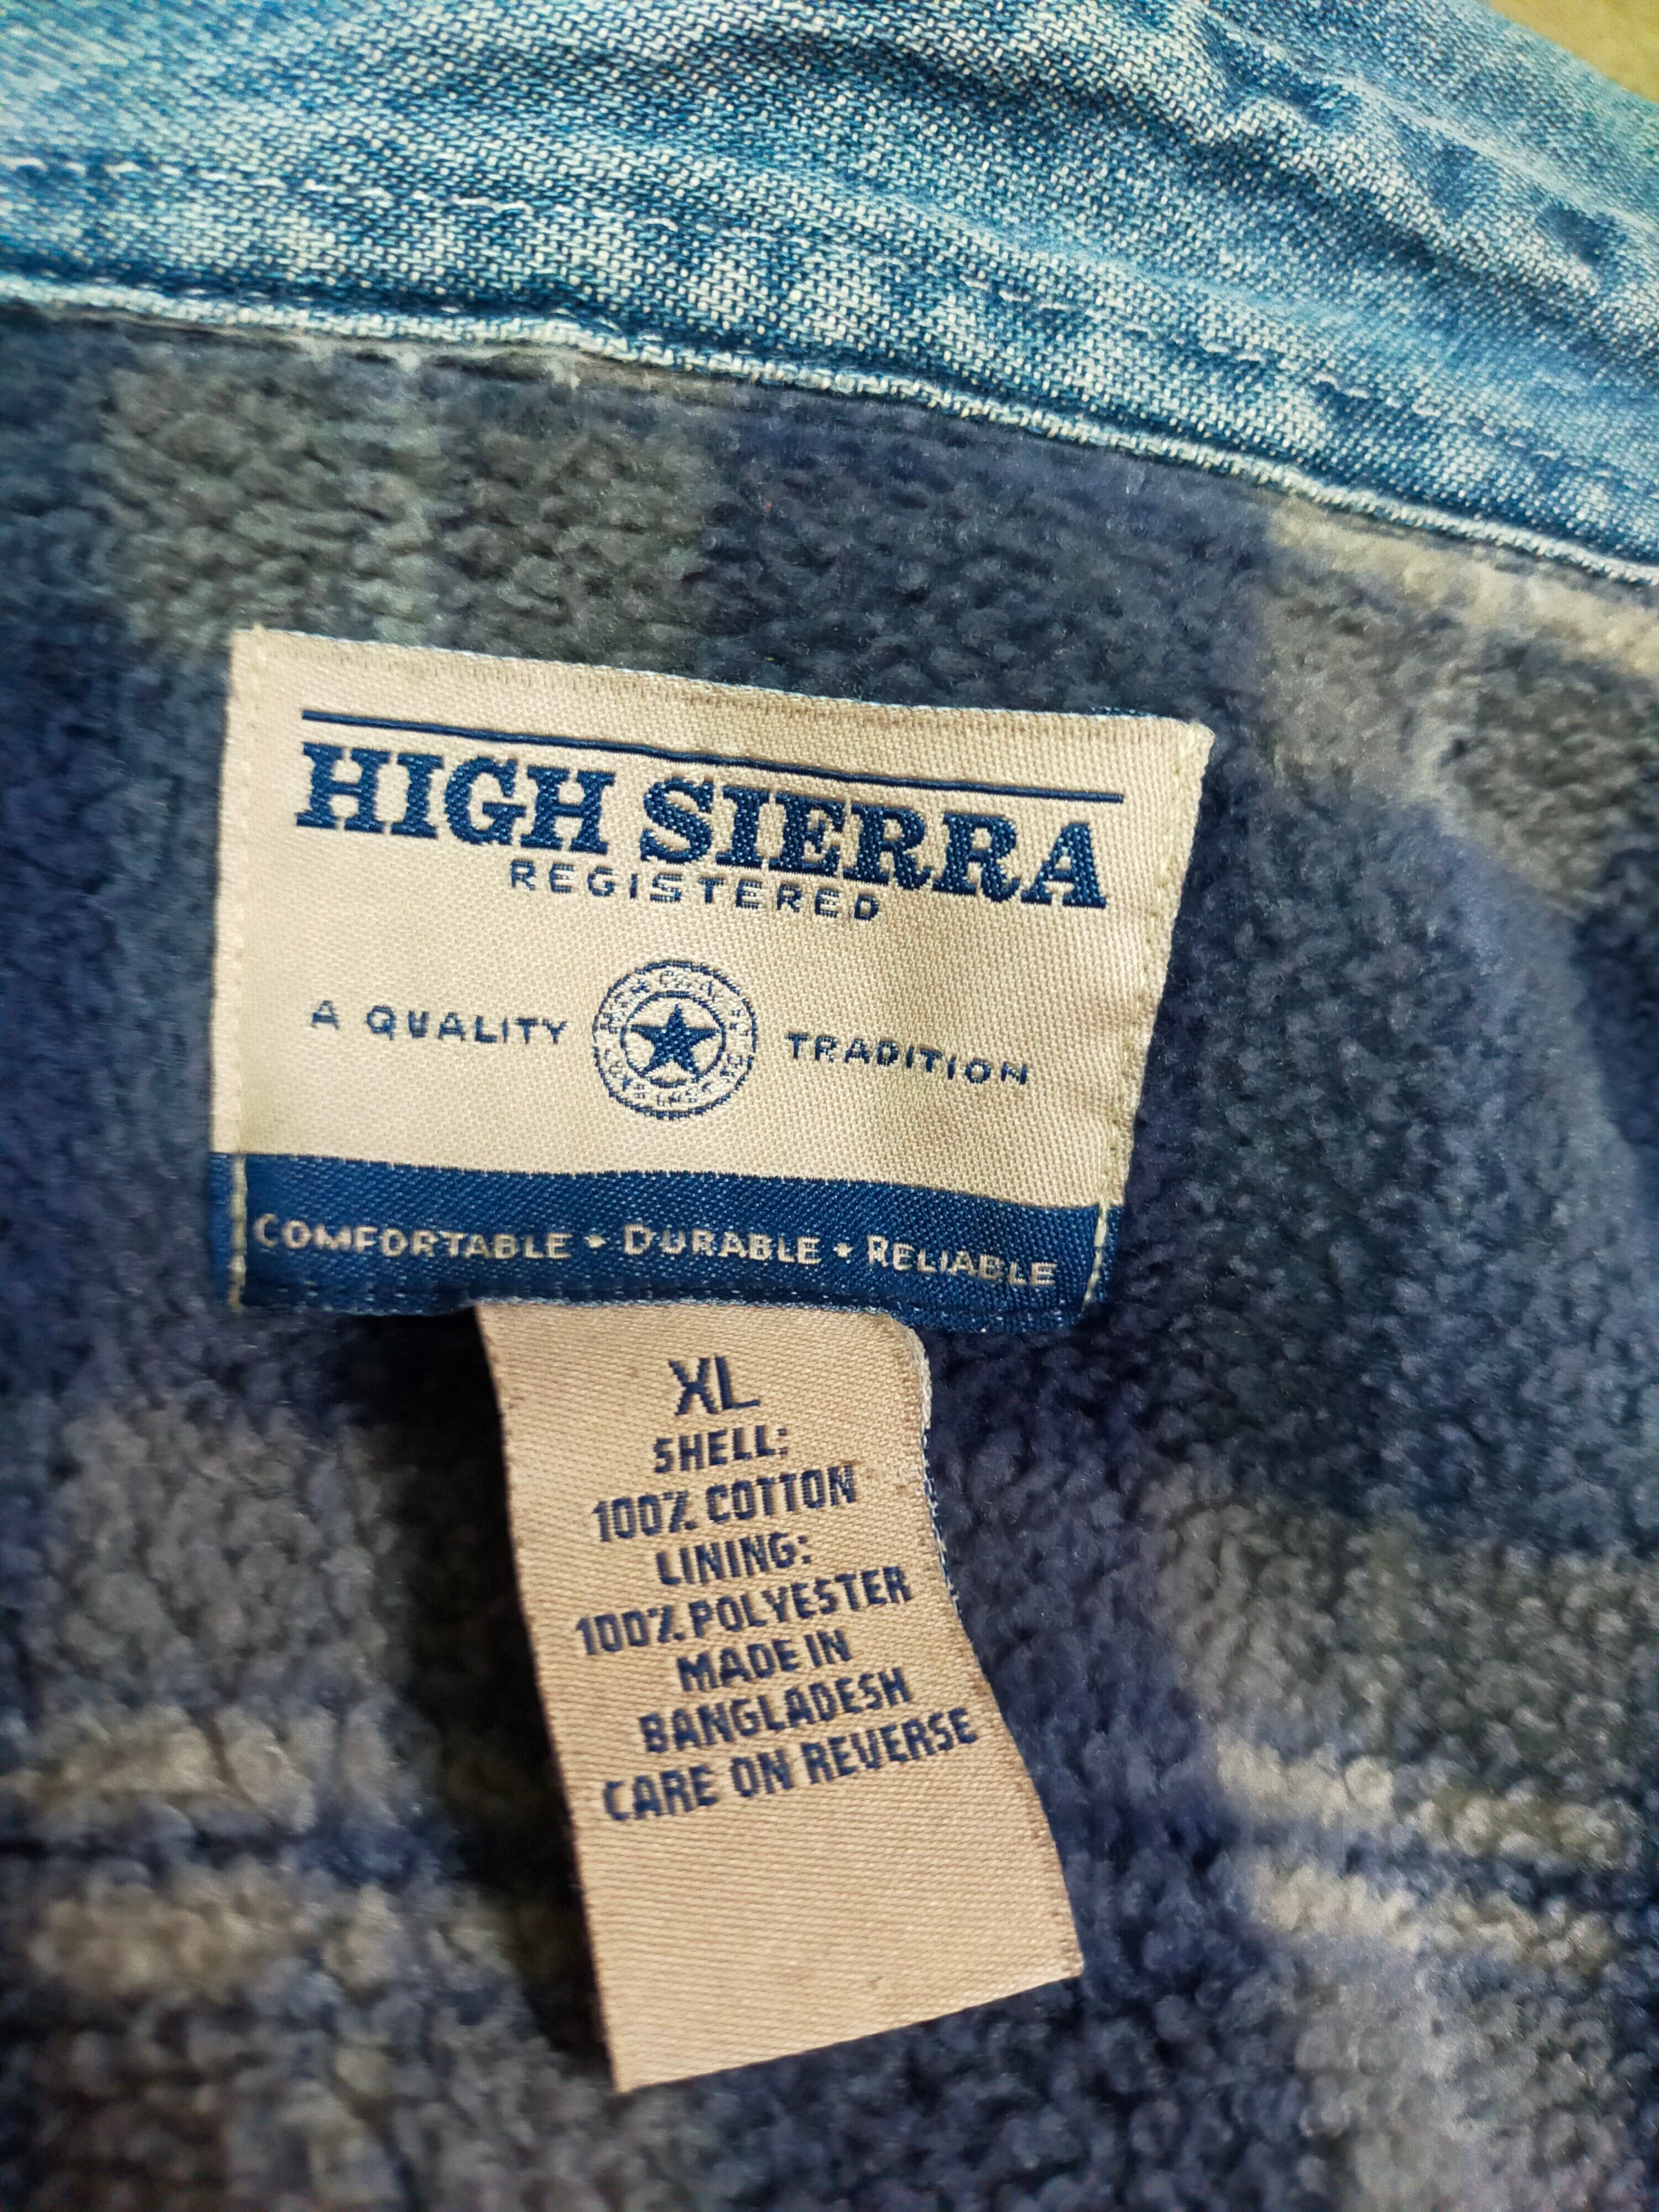 HIGH SIERRA
REGISTERED
A QUALITY TRADITION
COMFORTABLE • DURABLE • RELIABLE
XL
SHELL:
100% COTTON
LINING:
100% POLYESTER
MADE IN
BANGLADESH
CARE ON REVERSE